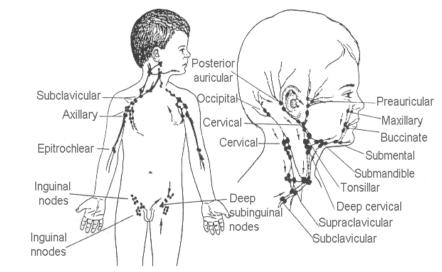 Subclavicular
Axillary
Epitrochlear
Inguinal
nodes
Inguinal
nnodes
Deep
subinguinal
nodes
Posterior
auricular
Occipital
Cervical
Cervical
Preauricular
Maxillary
Buccinate
Submental
Submandible
Tonsillar
Deep cervical
Supraclavicular
Subclavicular